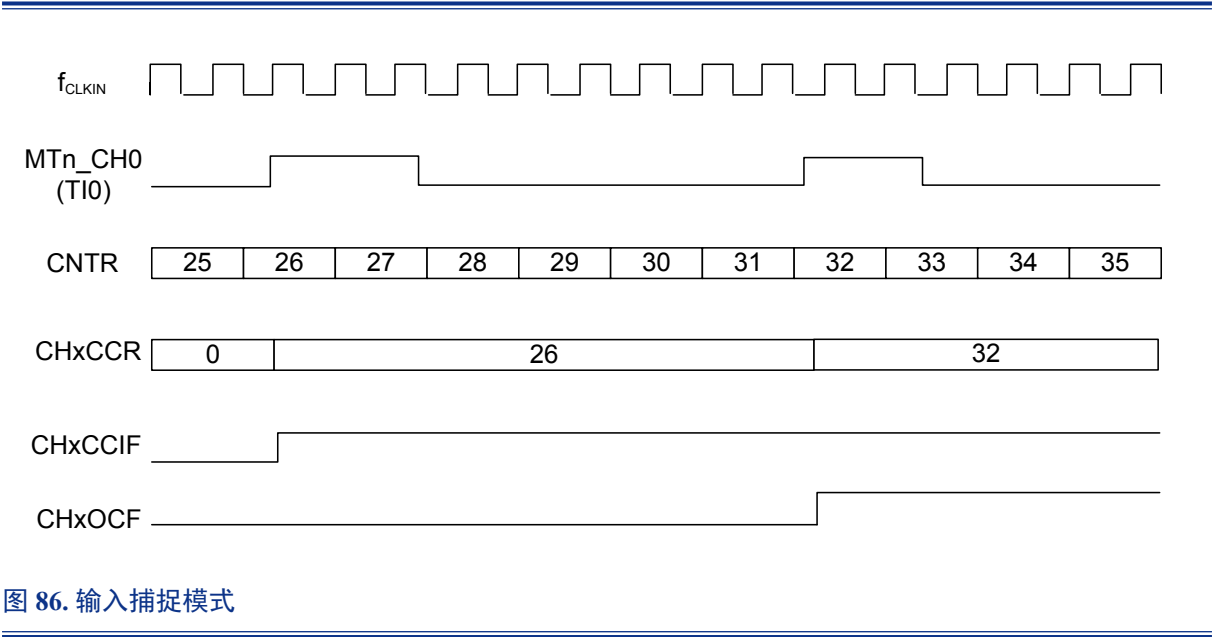 fCLKIN
MTn_CH0
(TI0)
CNTR 25 26 27 28 29 30 31 32 33 34 35
CHxCCR 0 26 32
CHxCCIF
CHxOCF
图 86. 输入捕捉模式